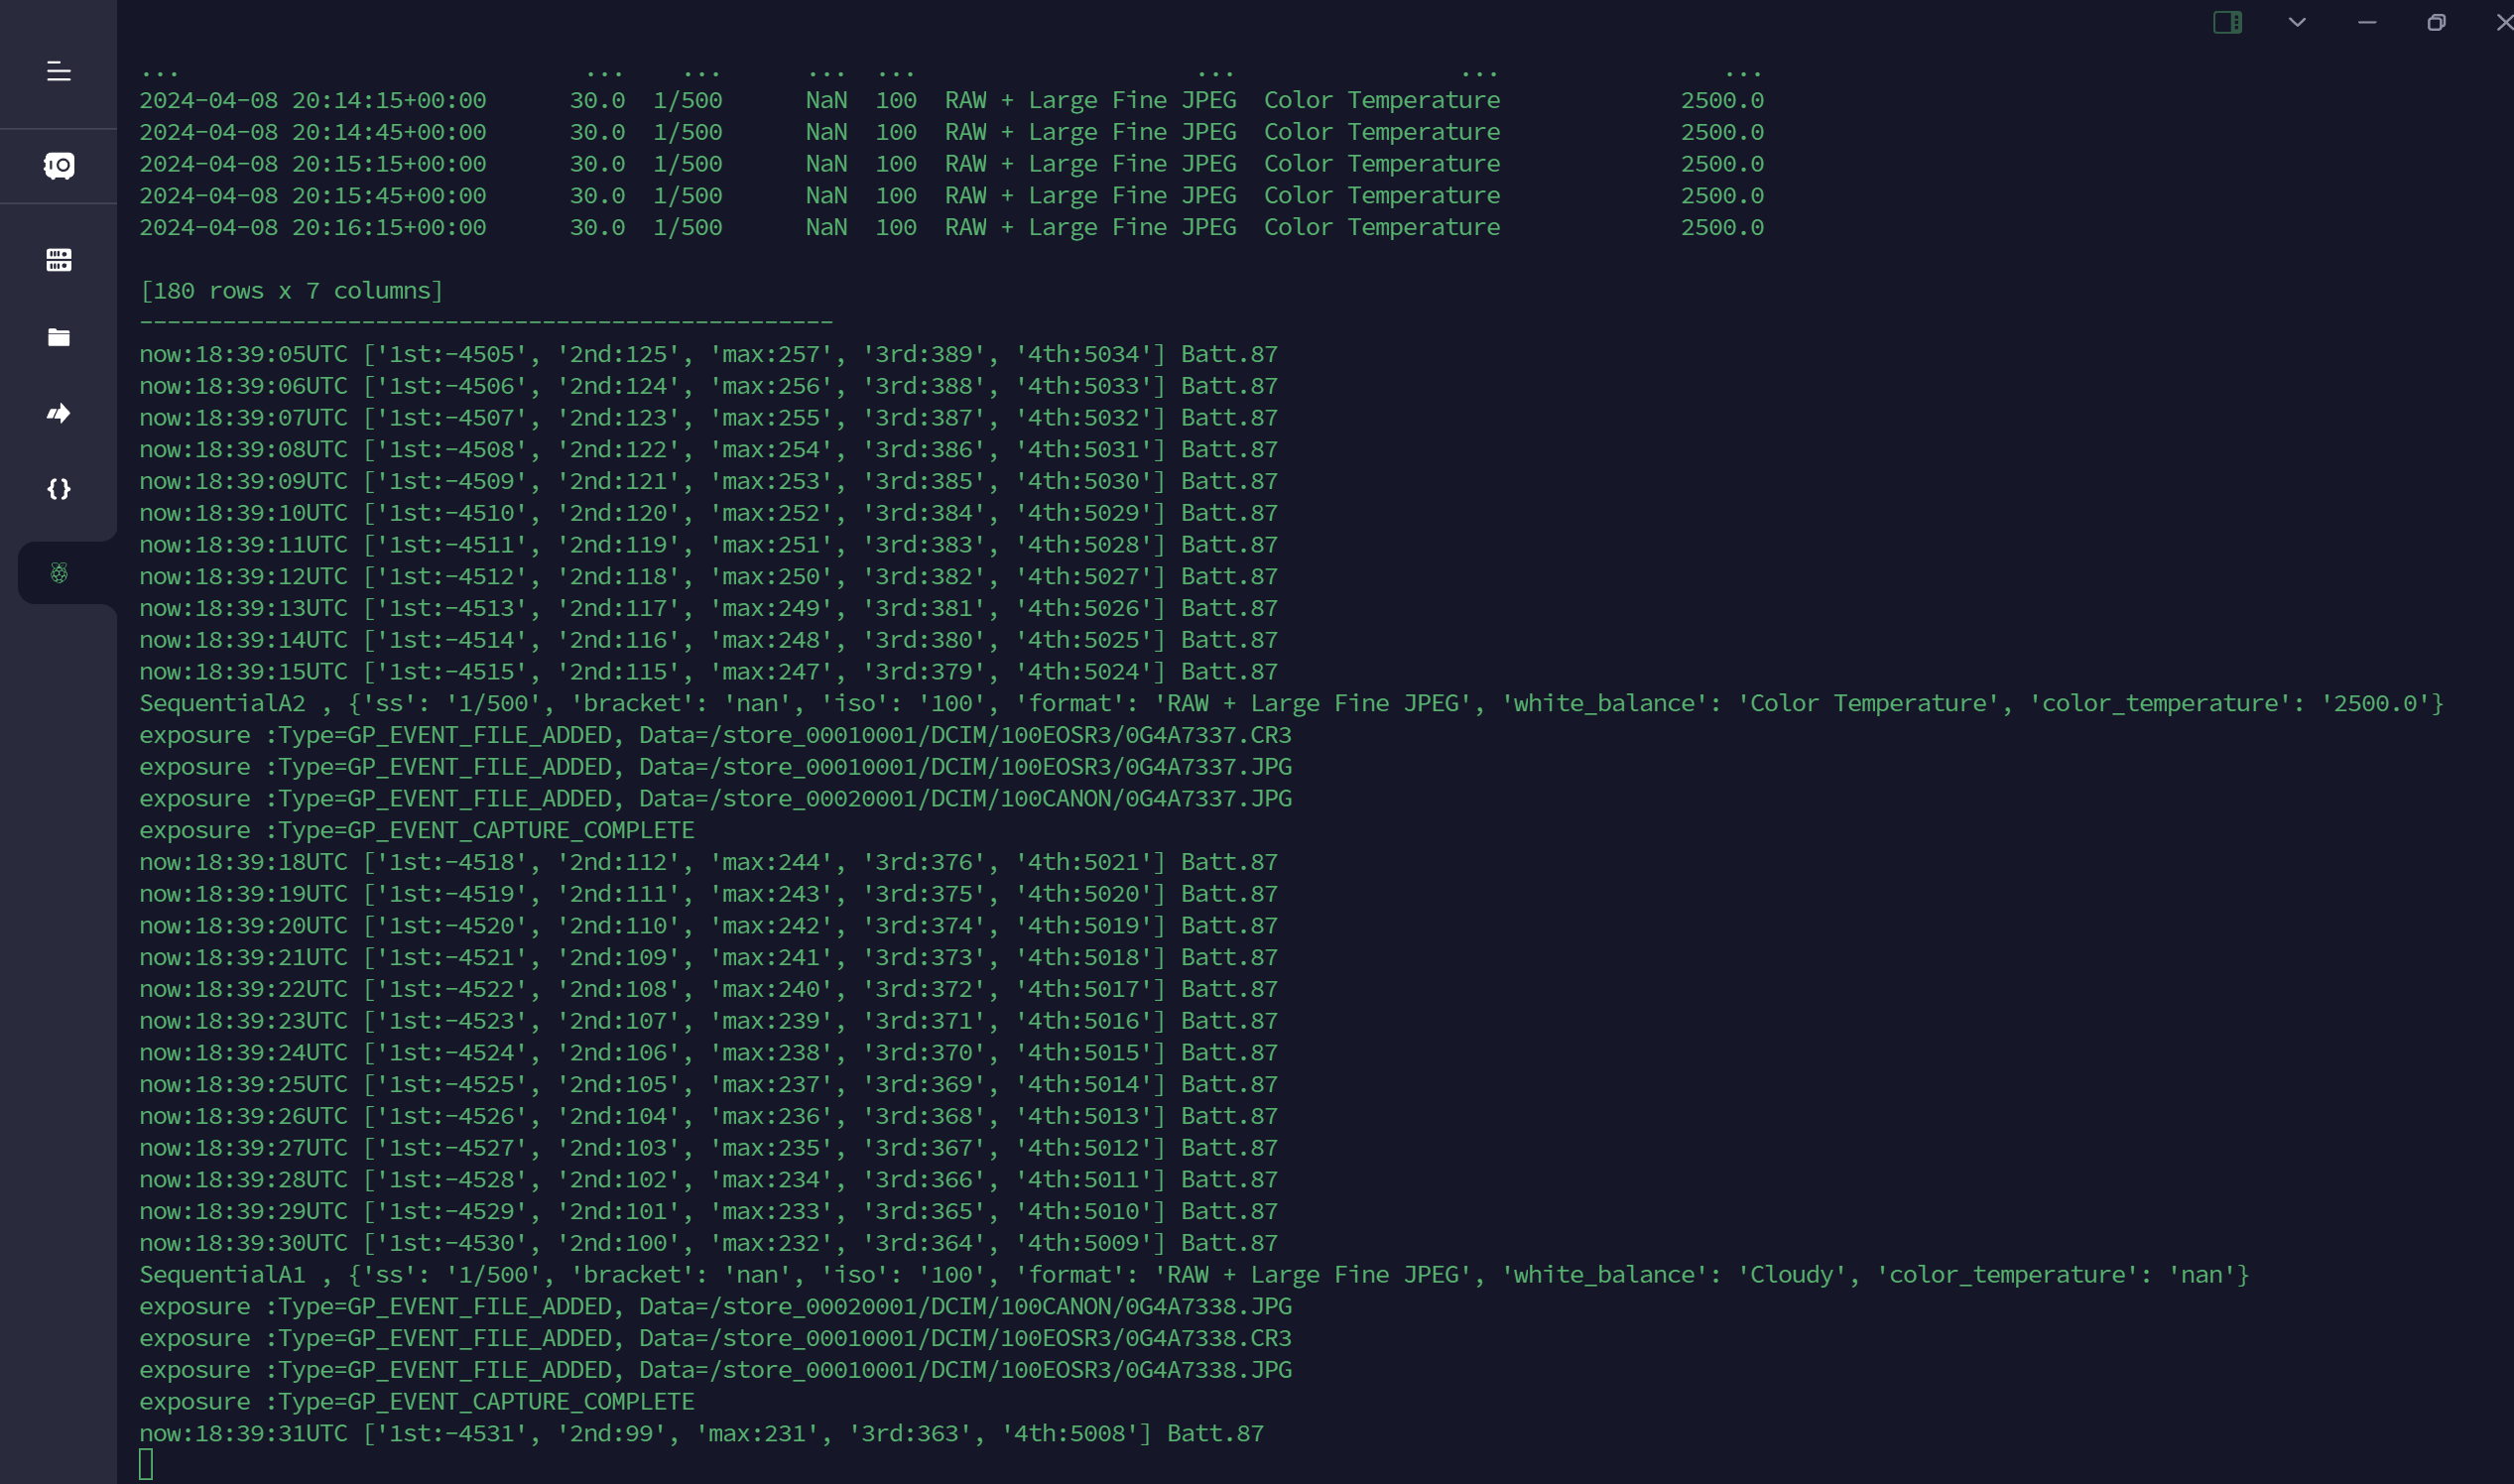 ...                             ...    ...      ...  ...                    ...                ...                ...
2024-04-08 20:14:15+00:00      30.0  1/500      NaN  100  RAW + Large Fine JPEG  Color Temperature             2500.0
2024-04-08 20:14:45+00:00      30.0  1/500      NaN  100  RAW + Large Fine JPEG  Color Temperature             2500.0
2024-04-08 20:15:15+00:00      30.0  1/500      NaN  100  RAW + Large Fine JPEG  Color Temperature             2500.0
2024-04-08 20:15:45+00:00      30.0  1/500      NaN  100  RAW + Large Fine JPEG  Color Temperature             2500.0
2024-04-08 20:16:15+00:00      30.0  1/500      NaN  100  RAW + Large Fine JPEG  Color Temperature             2500.0
[180 rows x 7 columns]
--------------------------------------------------
now:18:39:05UTC ['1st:-4505', '2nd:125', 'max:257', '3rd:389', '4th:5034'] Batt.87
now:18:39:06UTC ['1st:-4506', '2nd:124', 'max:256', '3rd:388', '4th:5033'] Batt.87
now:18:39:07UTC ['1st:-4507', '2nd:123', 'max:255', '3rd:387', '4th:5032'] Batt.87
now:18:39:08UTC ['1st:-4508', '2nd:122', 'max:254', '3rd:386', '4th:5031'] Batt.87
now:18:39:09UTC ['1st:-4509', '2nd:121', 'max:253', '3rd:385', '4th:5030'] Batt.87
now:18:39:10UTC ['1st:-4510', '2nd:120', 'max:252', '3rd:384', '4th:5029'] Batt.87
now:18:39:11UTC ['1st:-4511', '2nd:119', 'max:251', '3rd:383', '4th:5028'] Batt.87
now:18:39:12UTC ['1st:-4512', '2nd:118', 'max:250', '3rd:382', '4th:5027'] Batt.87
now:18:39:13UTC ['1st:-4513', '2nd:117', 'max:249', '3rd:381', '4th:5026'] Batt.87
now:18:39:14UTC ['1st:-4514', '2nd:116', 'max:248', '3rd:380', '4th:5025'] Batt.87
now:18:39:15UTC ['1st:-4515', '2nd:115', 'max:247', '3rd:379', '4th:5024'] Batt.87
SequentialA2 , {'ss': '1/500', 'bracket': 'nan', 'iso': '100', 'format': 'RAW + Large Fine JPEG', 'white_balance': 'Color Temperature', 'color_temperature': '2500.0'}
exposure :Type=GP_EVENT_FILE_ADDED, Data=/store_00010001/DCIM/100EOSR3/0G4A7337.CR3
exposure :Type=GP_EVENT_FILE_ADDED, Data=/store_00010001/DCIM/100EOSR3/0G4A7337.JPG
exposure :Type=GP_EVENT_FILE_ADDED, Data=/store_00020001/DCIM/100CANON/0G4A7337.JPG
exposure :Type=GP_EVENT_CAPTURE_COMPLETE
now:18:39:18UTC ['1st:-4518', '2nd:112', 'max:244', '3rd:376', '4th:5021'] Batt.87
now:18:39:19UTC ['1st:-4519', '2nd:111', 'max:243', '3rd:375', '4th:5020'] Batt.87
now:18:39:20UTC ['1st:-4520', '2nd:110', 'max:242', '3rd:374', '4th:5019'] Batt.87
now:18:39:21UTC ['1st:-4521', '2nd:109', 'max:241', '3rd:373', '4th:5018'] Batt.87
now:18:39:22UTC ['1st:-4522', '2nd:108', 'max:240', '3rd:372', '4th:5017'] Batt.87
now:18:39:23UTC ['1st:-4523', '2nd:107', 'max:239', '3rd:371', '4th:5016'] Batt.87
now:18:39:24UTC ['1st:-4524', '2nd:106', 'max:238', '3rd:370', '4th:5015'] Batt.87
now:18:39:25UTC ['1st:-4525', '2nd:105', 'max:237', '3rd:369', '4th:5014'] Batt.87
now:18:39:26UTC ['1st:-4526', '2nd:104', 'max:236', '3rd:368', '4th:5013'] Batt.87
now:18:39:27UTC ['1st:-4527', '2nd:103', 'max:235', '3rd:367', '4th:5012'] Batt.87
now:18:39:28UTC ['1st:-4528', '2nd:102', 'max:234', '3rd:366', '4th:5011'] Batt.87
now:18:39:29UTC ['1st:-4529', '2nd:101', 'max:233', '3rd:365', '4th:5010'] Batt.87
now:18:39:30UTC ['1st:-4530', '2nd:100', 'max:232', '3rd:364', '4th:5009'] Batt.87
SequentialA1 , {'ss': '1/500', 'bracket': 'nan', 'iso': '100', 'format': 'RAW + Large Fine JPEG', 'white_balance': 'Cloudy', 'color_temperature': 'nan'}
exposure :Type=GP_EVENT_FILE_ADDED, Data=/store_00020001/DCIM/100CANON/0G4A7338.JPG
exposure :Type=GP_EVENT_FILE_ADDED, Data=/store_00010001/DCIM/100EOSR3/0G4A7338.CR3
exposure :Type=GP_EVENT_FILE_ADDED, Data=/store_00010001/DCIM/100EOSR3/0G4A7338.JPG
exposure :Type=GP_EVENT_CAPTURE_COMPLETE
now:18:39:31UTC ['1st:-4531', '2nd:99', 'max:231', '3rd:363', '4th:5008'] Batt.87